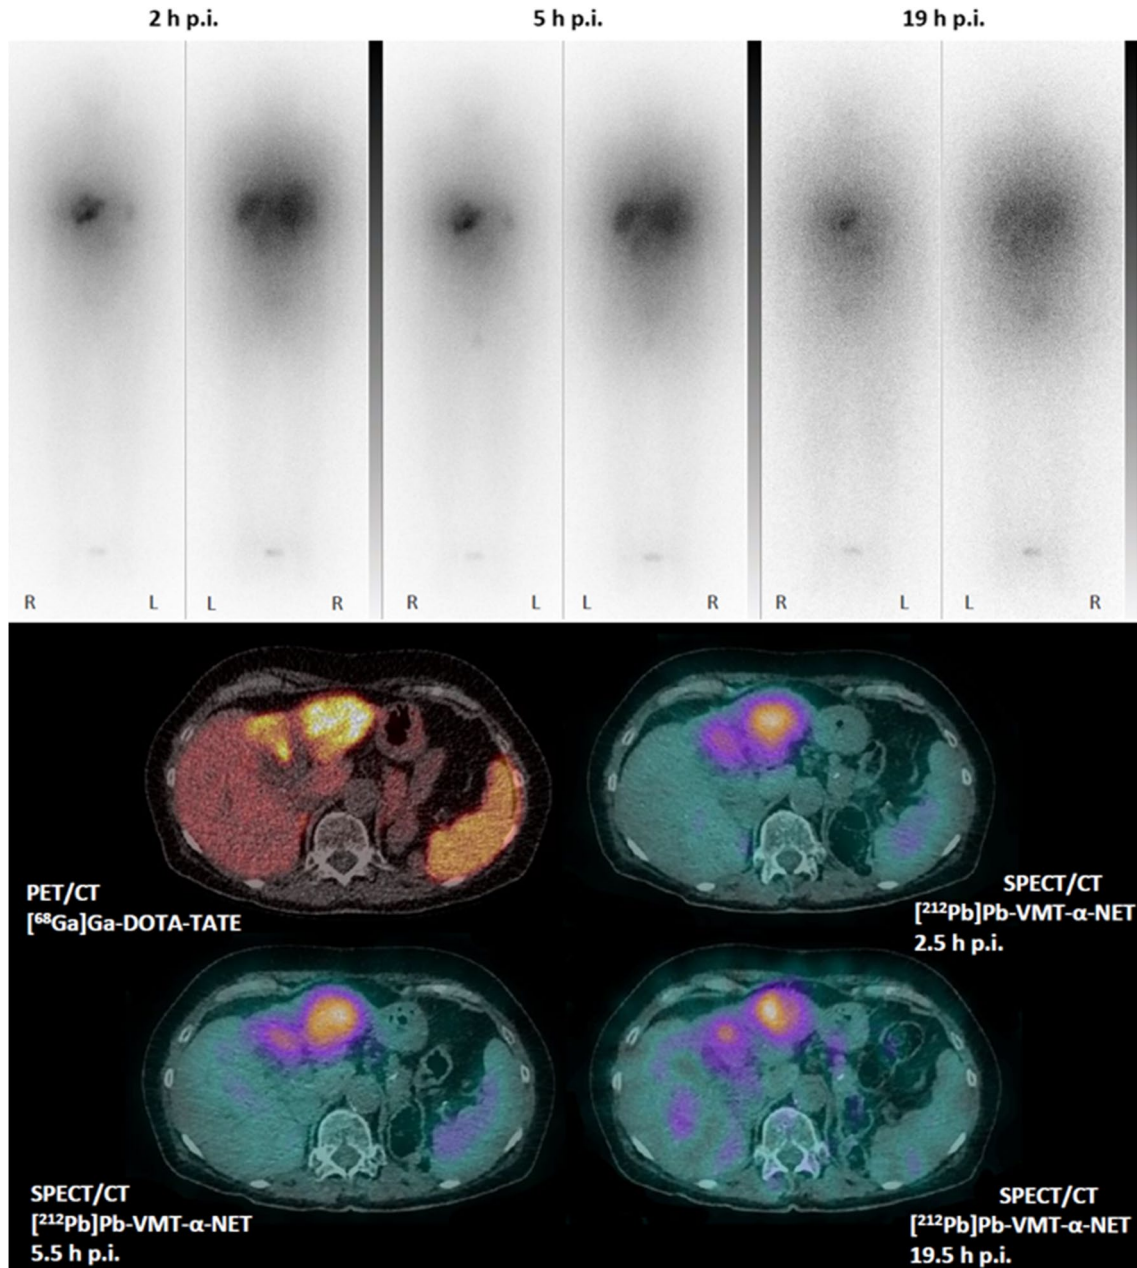 2 h p.i. 5 h p.i. 19 h p.i.
R L L R R L L R R L L R
PET/CT
[⁶⁸Ga]Ga-DOTA-TATE
SPECT/CT
[²¹²Pb]Pb-VMT-α-NET
2.5 h p.i.
SPECT/CT
[²¹²Pb]Pb-VMT-α-NET
5.5 h p.i.
SPECT/CT
[²¹²Pb]Pb-VMT-α-NET
19.5 h p.i.